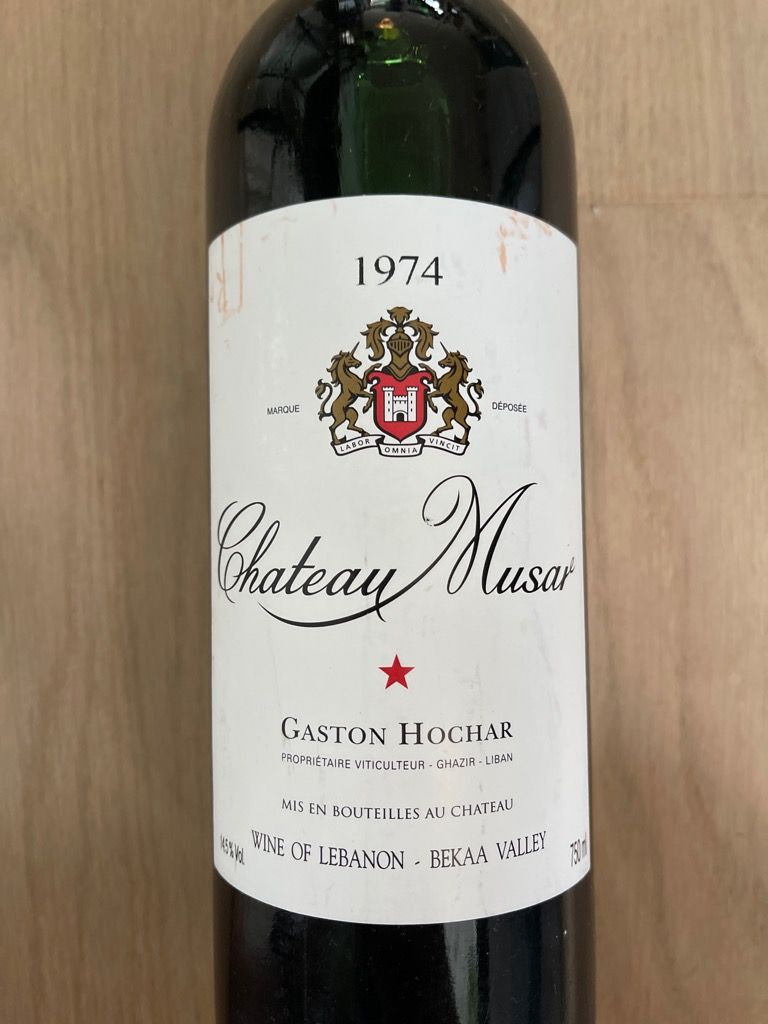 1974
MARQUE DÉPOSÉE
LABOR OMNIA VINCIT
Chateau Musar
GASTON HOCHAR
PROPRIÉTAIRE VITICULTEUR - GHAZIR - LIBAN
MIS EN BOUTEILLES AU CHATEAU
14.5% Vol. WINE OF LEBANON - BEKAA VALLEY 750 ml